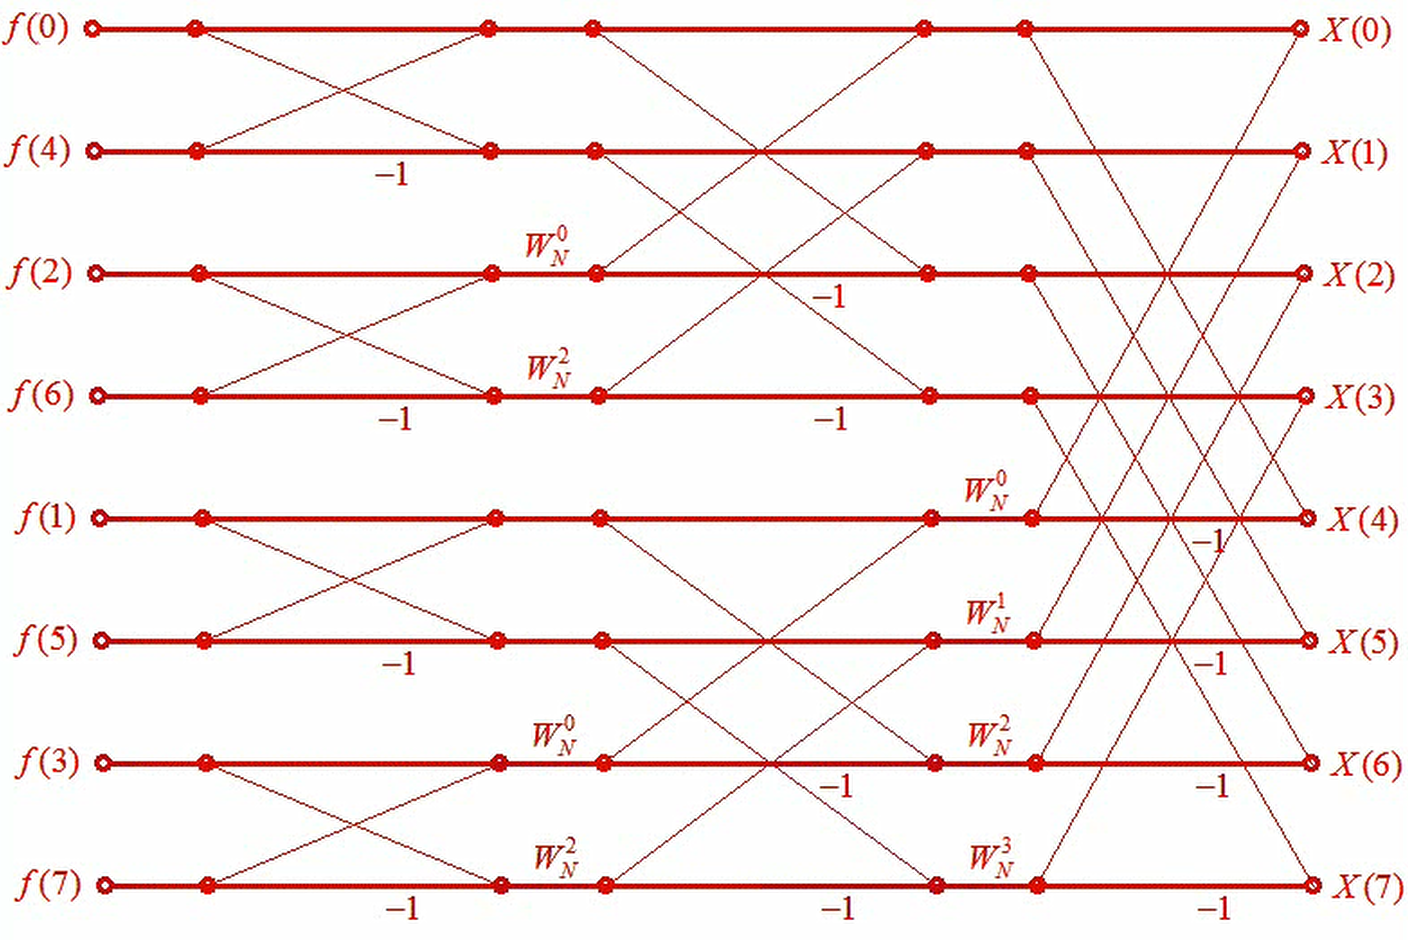 f(0) X(0)
f(4) −1 X(1)
W_N^0
f(2) −1 X(2)
W_N^2
f(6) −1 −1 X(3)
W_N^0
f(1) −1 X(4)
W_N^1
f(5) −1 −1 X(5)
W_N^0 W_N^2
f(3) −1 −1 X(6)
W_N^2 W_N^3
f(7) −1 −1 −1 X(7)